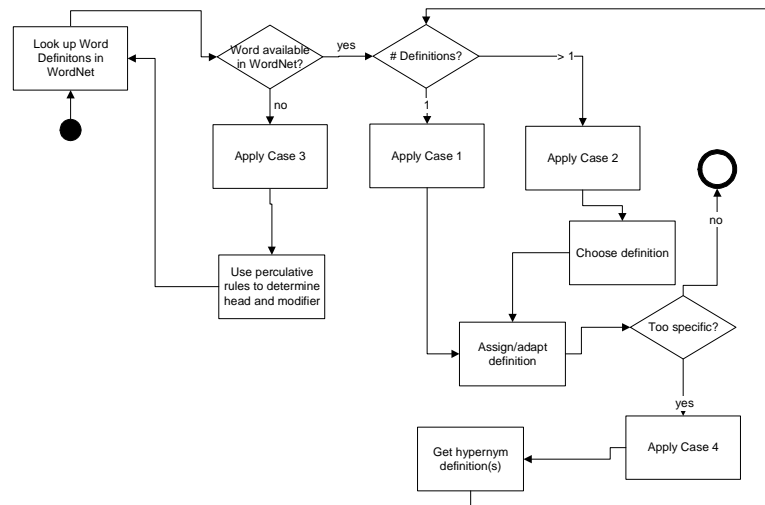 Look up Word
Definitons in
WordNet
Word available
in WordNet?
yes
# Definitions?
> 1
no
1
Apply Case 3
Apply Case 1
Apply Case 2
no
Use perculative
rules to determine
head and modifier
Choose definition
Assign/adapt
definition
Too specific?
yes
Apply Case 4
Get hypernym
definition(s)